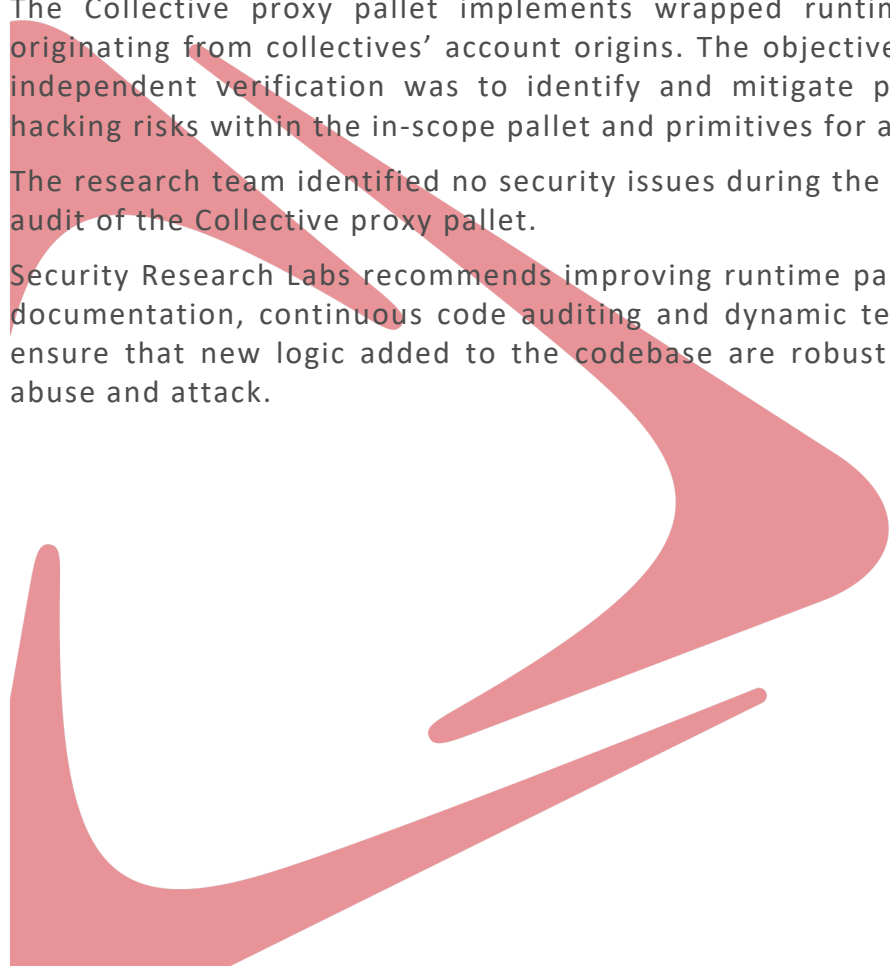 The Collective proxy pallet implements wrapped runtim
originating from collectives’ account origins. The objective
independent verification was to identify and mitigate p
hacking risks within the in-scope pallet and primitives for a
The research team identified no security issues during the
audit of the Collective proxy pallet.
Security Research Labs recommends improving runtime pa
documentation, continuous code auditing and dynamic te
ensure that new logic added to the codebase are robust
abuse and attack.